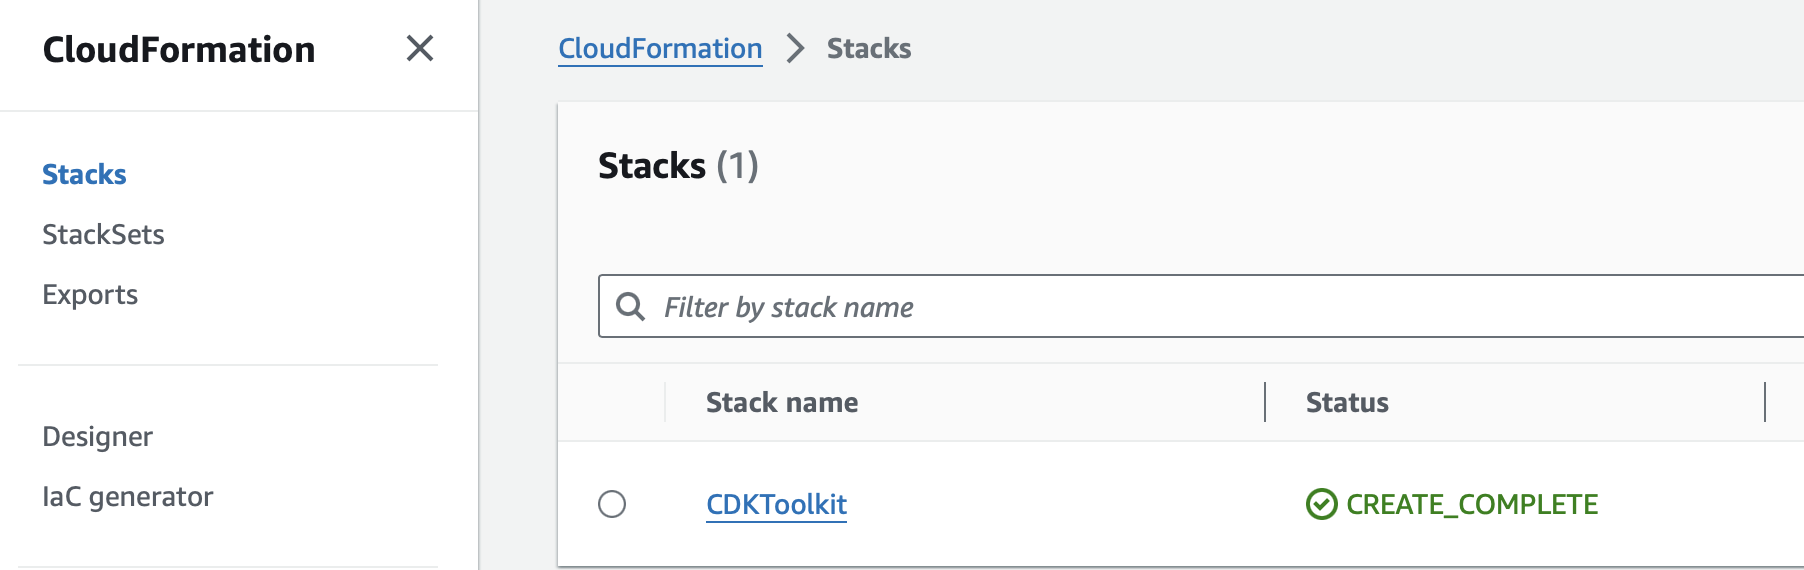 CloudFormation
Stacks
StackSets
Exports
Designer
IaC generator
CloudFormation > Stacks
Stacks (1)
Filter by stack name
Stack name Status
CDKToolkit CREATE_COMPLETE